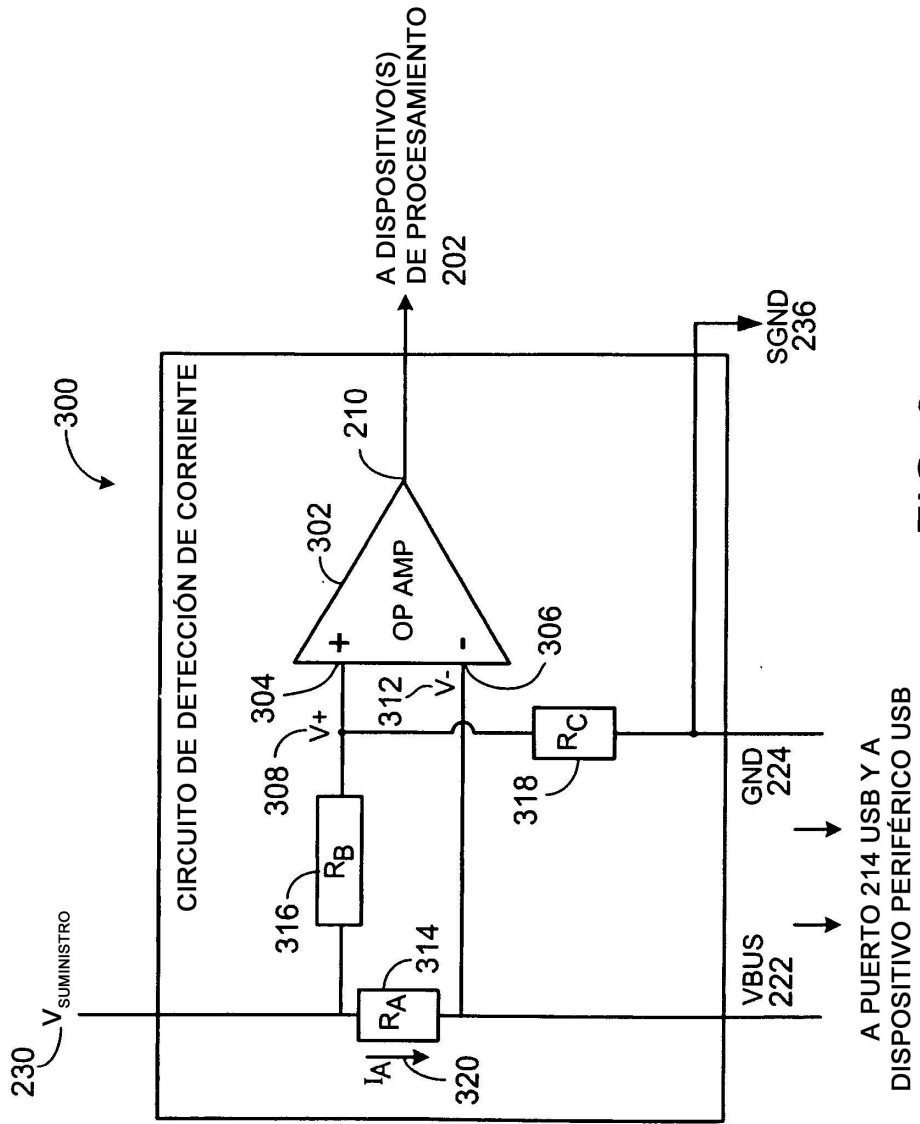 300
230
V SUMINISTRO
CIRCUITO DE DETECCIÓN DE CORRIENTE
302
210
A DISPOSITIVO(S)
DE PROCESAMIENTO
202
304
308
V+
+
OP AMP
-
312
V-
306
316
RB
314
RA
IA
320
RC
318
VBUS
222
GND
224
SGND
236
A PUERTO 214 USB Y A
DISPOSITIVO PERIFÉRICO USB